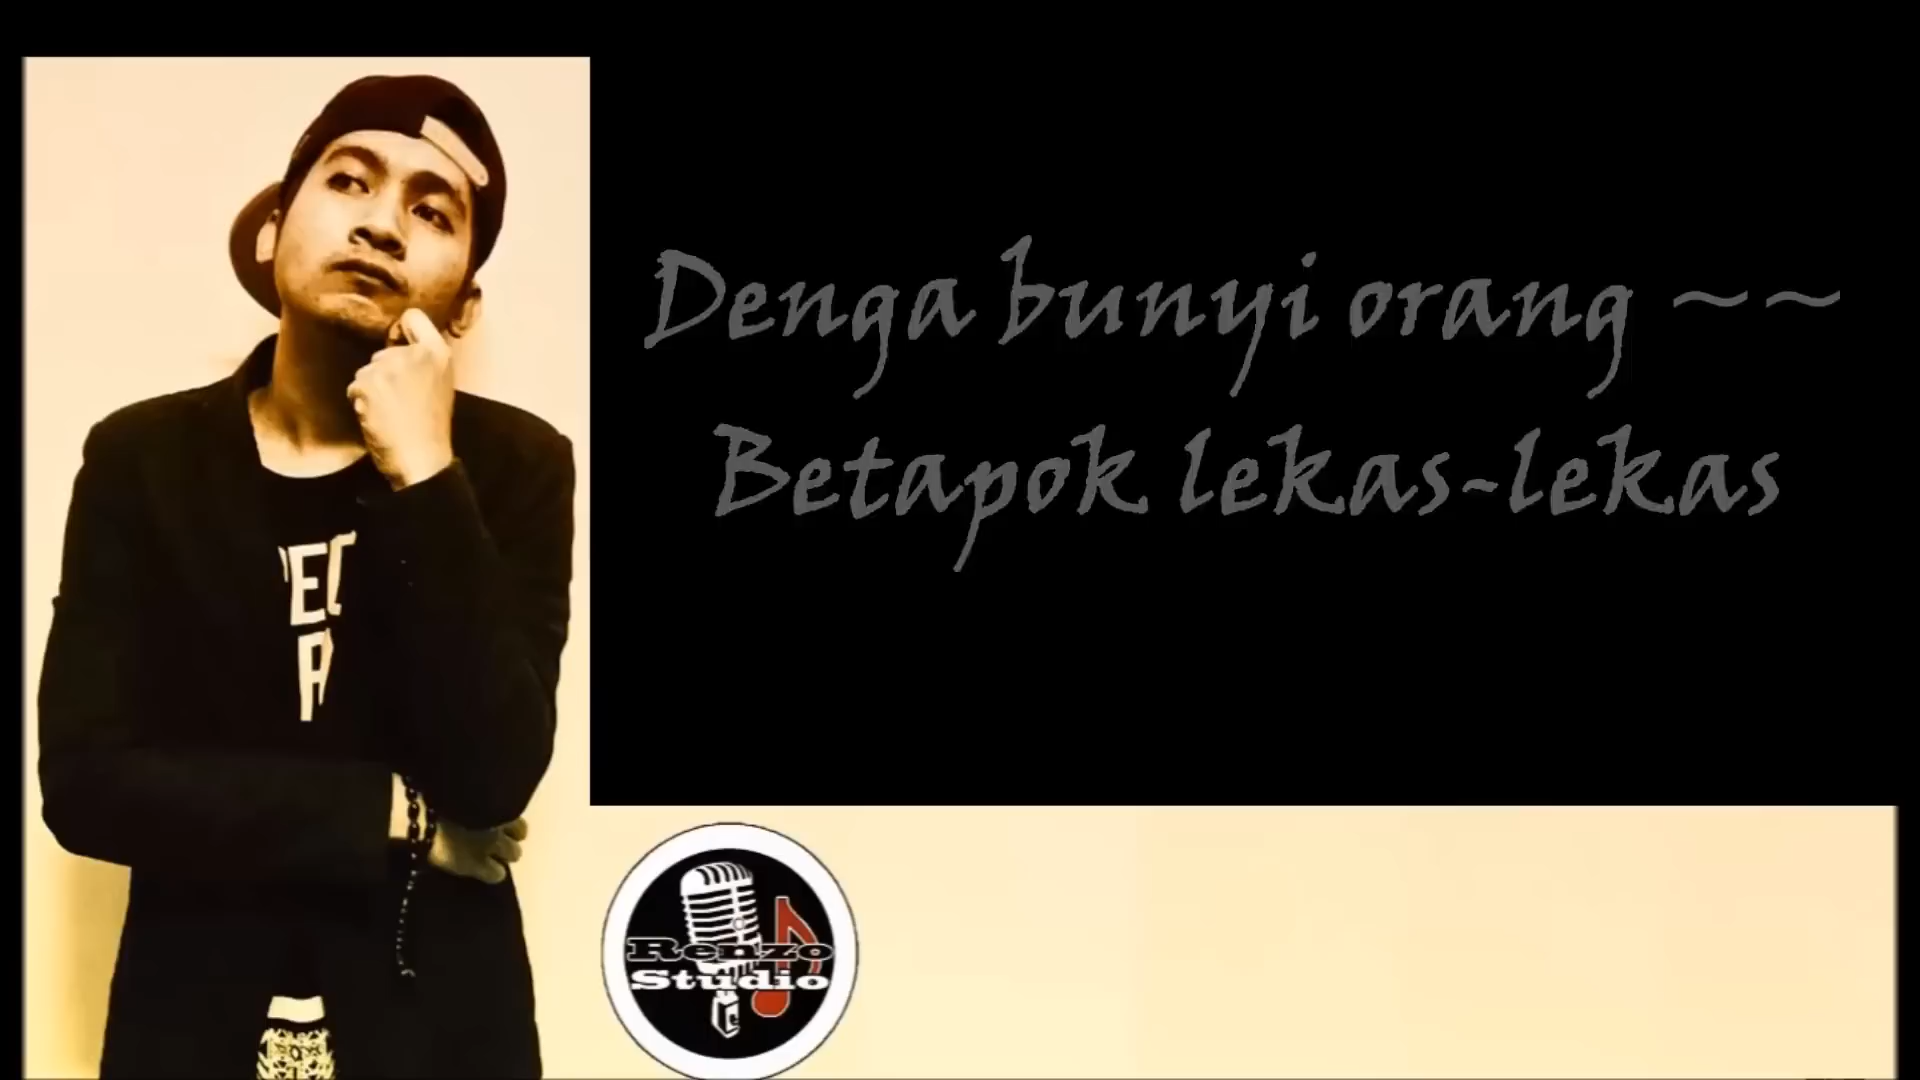 Denga bunyi orang ~~
Betapok lekas-lekas
Renzo
Studio